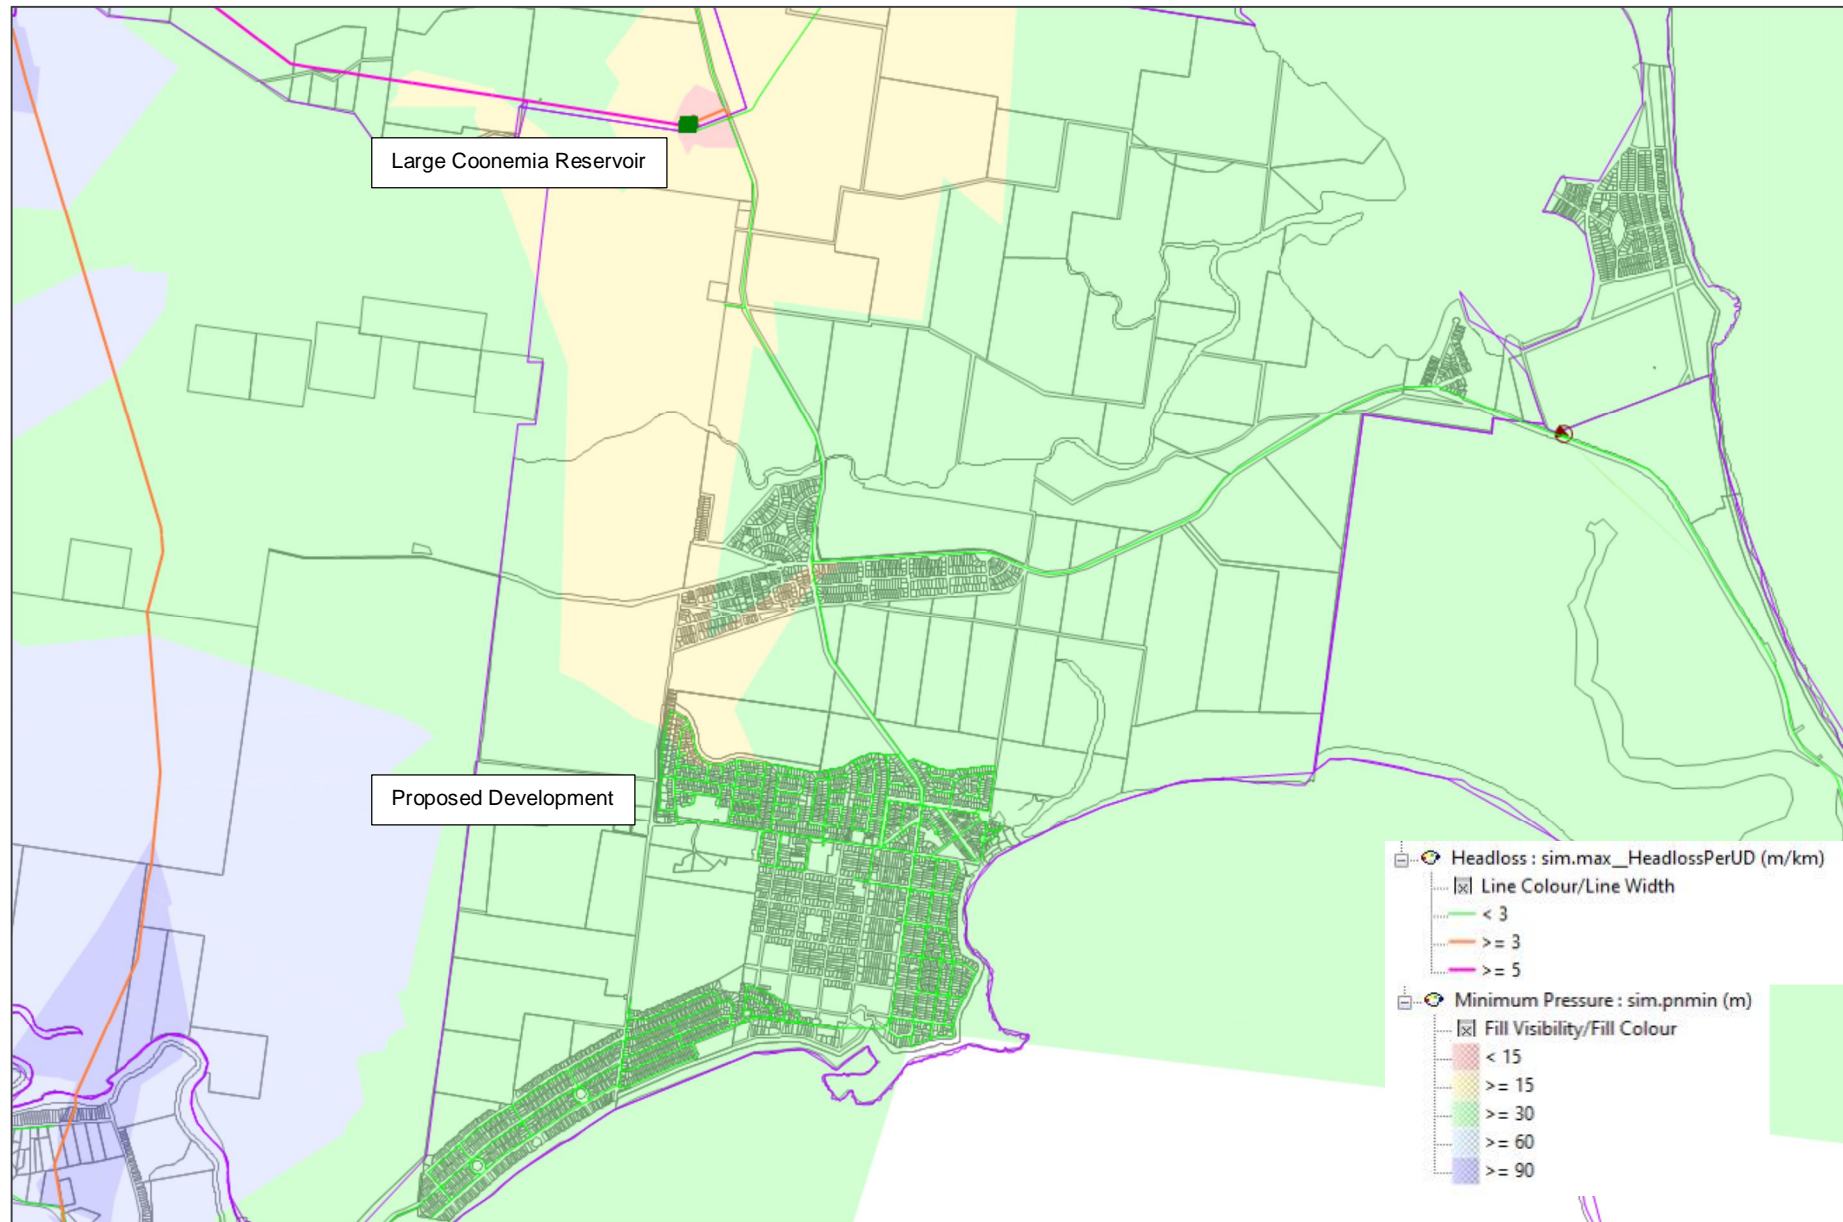 Large Coonemia Reservoir
Proposed Development
Headloss : sim.max__HeadlossPerUD (m/km)
Line Colour/Line Width
< 3
>= 3
>= 5
Minimum Pressure : sim.pnmin (m)
Fill Visibility/Fill Colour
< 15
>= 15
>= 30
>= 60
>= 90